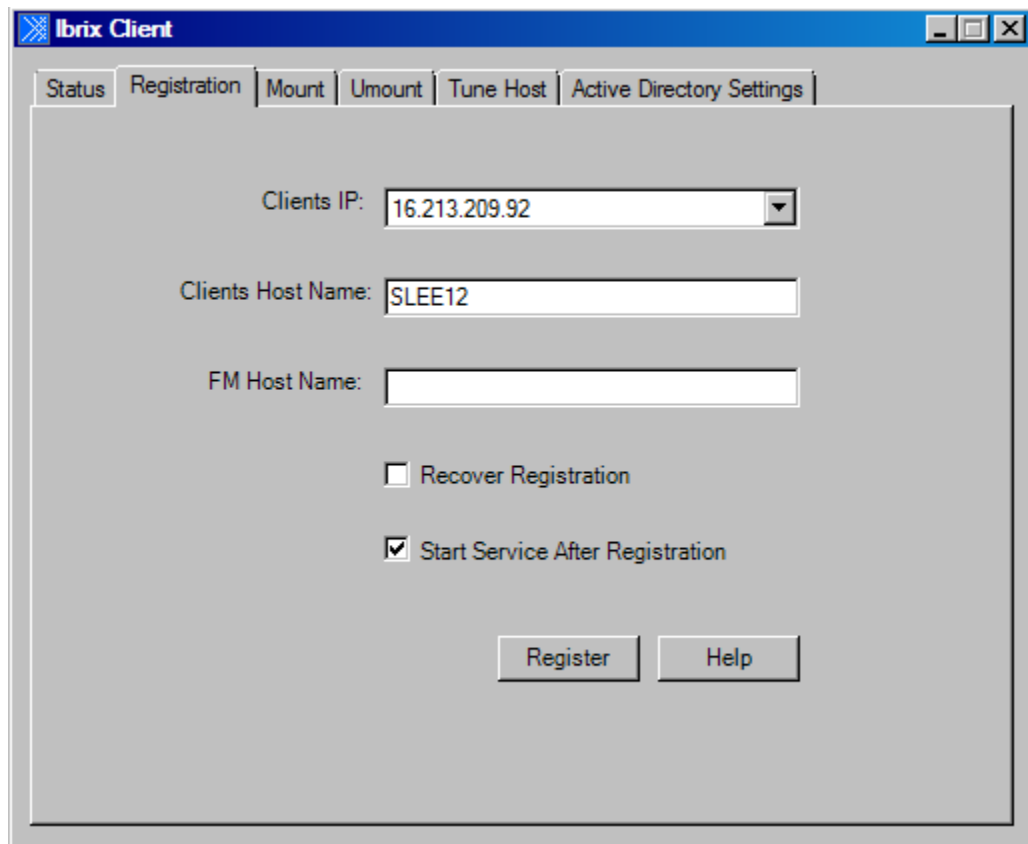 Ibrix Client
Status Registration Mount Umount Tune Host Active Directory Settings
Clients IP: 16.213.209.92
Clients Host Name: SLEE12
FM Host Name:
Recover Registration
Start Service After Registration
Register Help